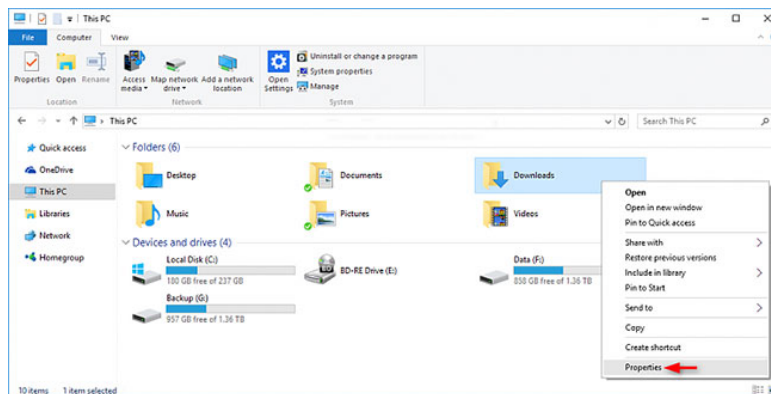 This PC
File Computer View
Properties Open Rename Access media Map network drive Add a network location Open Settings
Uninstall or change a program
System properties
Manage
Location Network System
This PC
Search This PC
Quick access
OneDrive
This PC
Libraries
Network
Homegroup
Folders (6)
Desktop Documents Downloads
Music Pictures Videos
Devices and drives (4)
Local Disk (C:)
180 GB free of 237 GB
BD-RE Drive (E:)
Data (F:)
858 GB free of 1.36 TB
Backup (G:)
957 GB free of 1.36 TB
Open
Open in new window
Pin to Quick access
Share with
Restore previous versions
Include in library
Pin to Start
Send to
Copy
Create shortcut
Properties
10 items 1 item selected